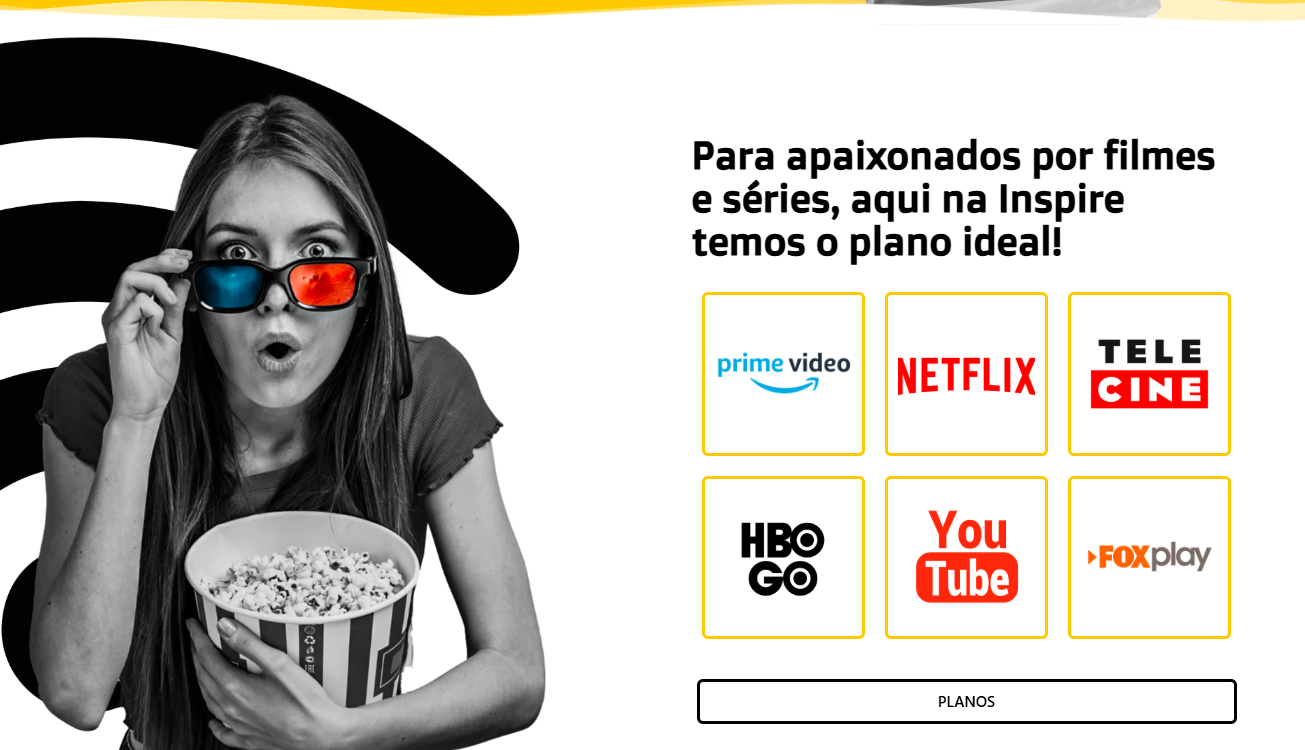 Para apaixonados por filmes
e séries, aqui na Inspire
temos o plano ideal!
prime video
NETFLIX
TELE
CINE
HBO
GO
You
Tube
FOXplay
PLANOS